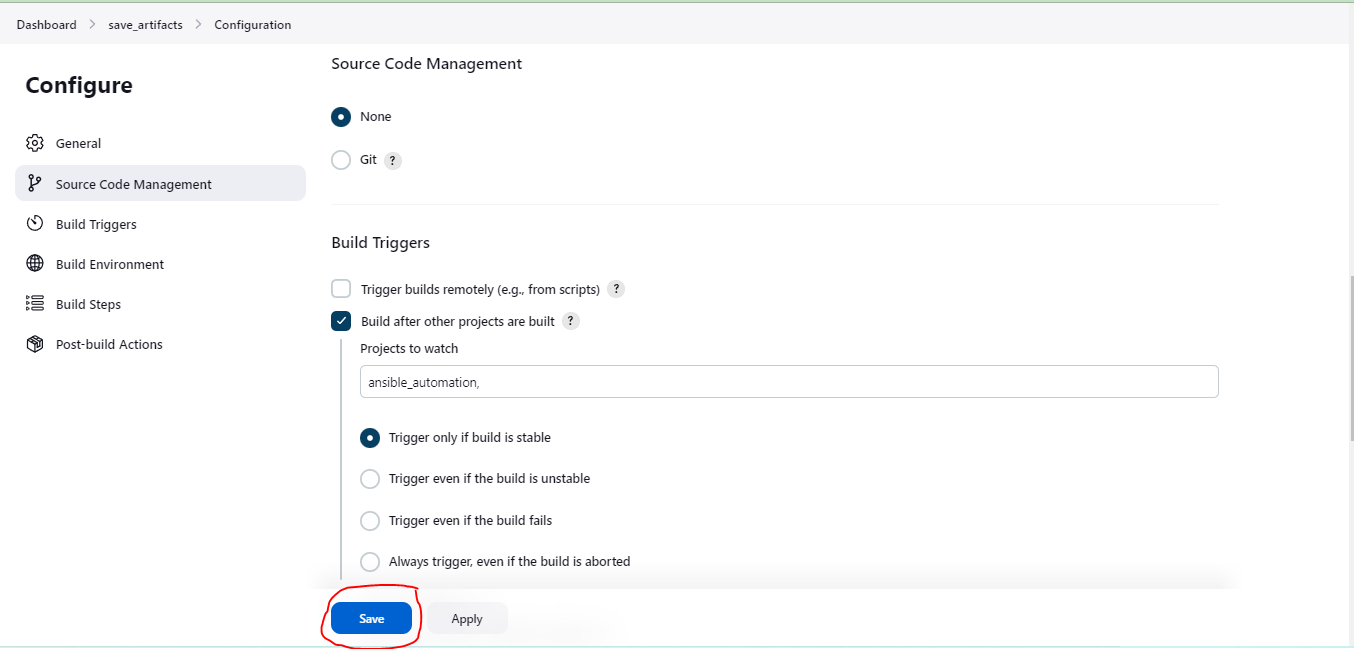 Dashboard > save_artifacts > Configuration
Configure
General
Source Code Management
Build Triggers
Build Environment
Build Steps
Post-build Actions
Source Code Management
None
Git ?
Build Triggers
Trigger builds remotely (e.g., from scripts) ?
Build after other projects are built ?
Projects to watch
ansible_automation,
Trigger only if build is stable
Trigger even if the build is unstable
Trigger even if the build fails
Always trigger, even if the build is aborted
Save Apply